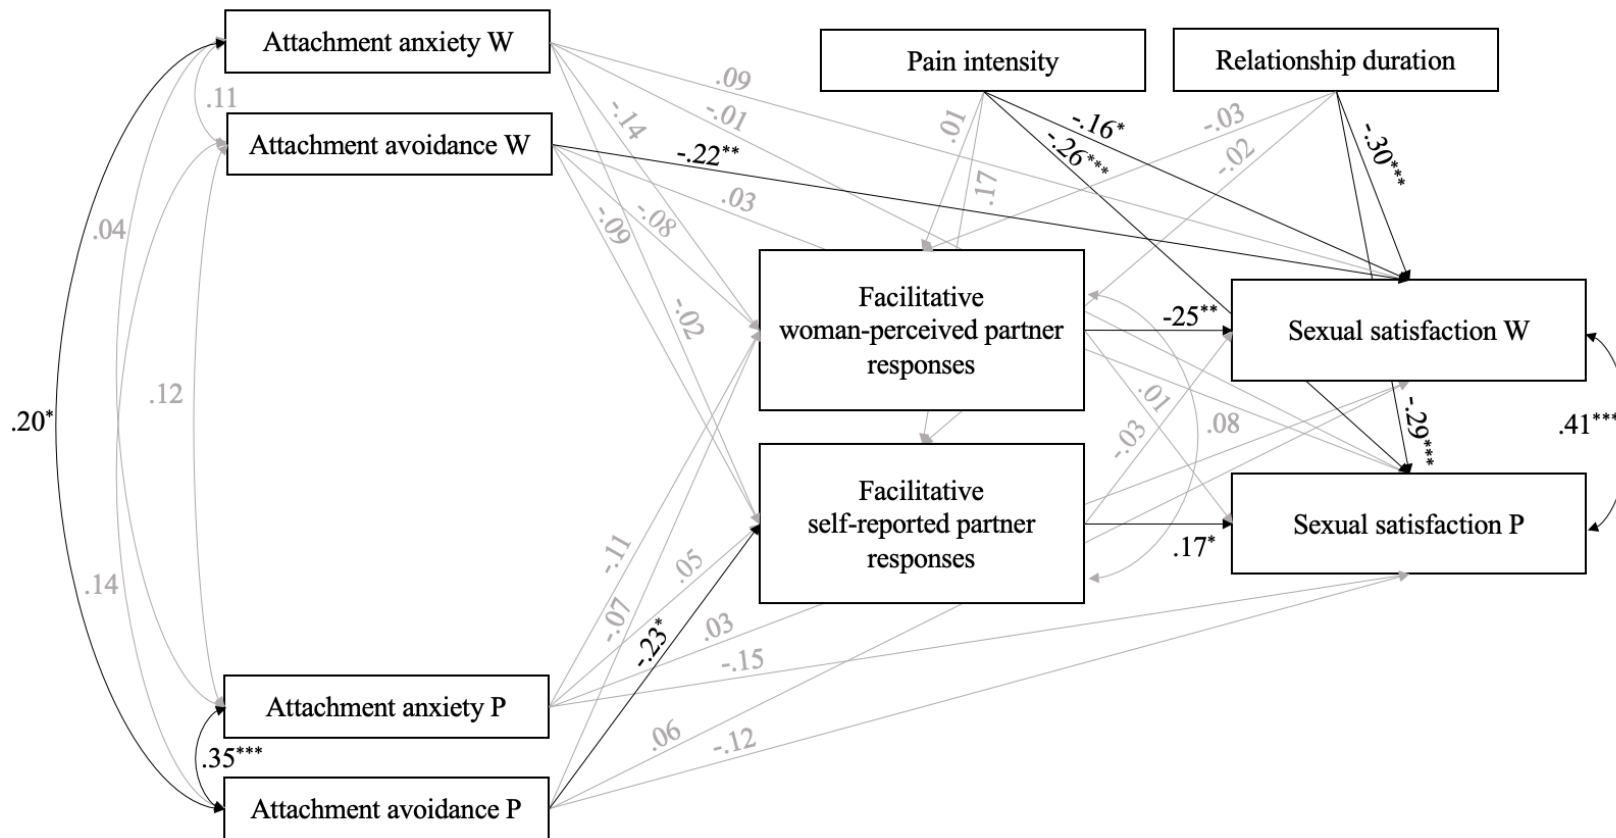 Attachment anxiety W
Pain intensity
Relationship duration
.09
.11
-.14
-.01
.01
-.16*
-.03
-.30***
Attachment avoidance W
-.22**
-.26***
-.02
.03
.17
.04
-.09
-.08
Facilitative
woman-perceived partner
responses
-25**
Sexual satisfaction W
-.02
.12
.01
.20*
-.03
.08
-.29***
.41***
Facilitative
self-reported partner
responses
Sexual satisfaction P
.17*
-.11
.05
.14
-.07
-.23*
.03
-.15
Attachment anxiety P
.06
-.12
.35***
Attachment avoidance P